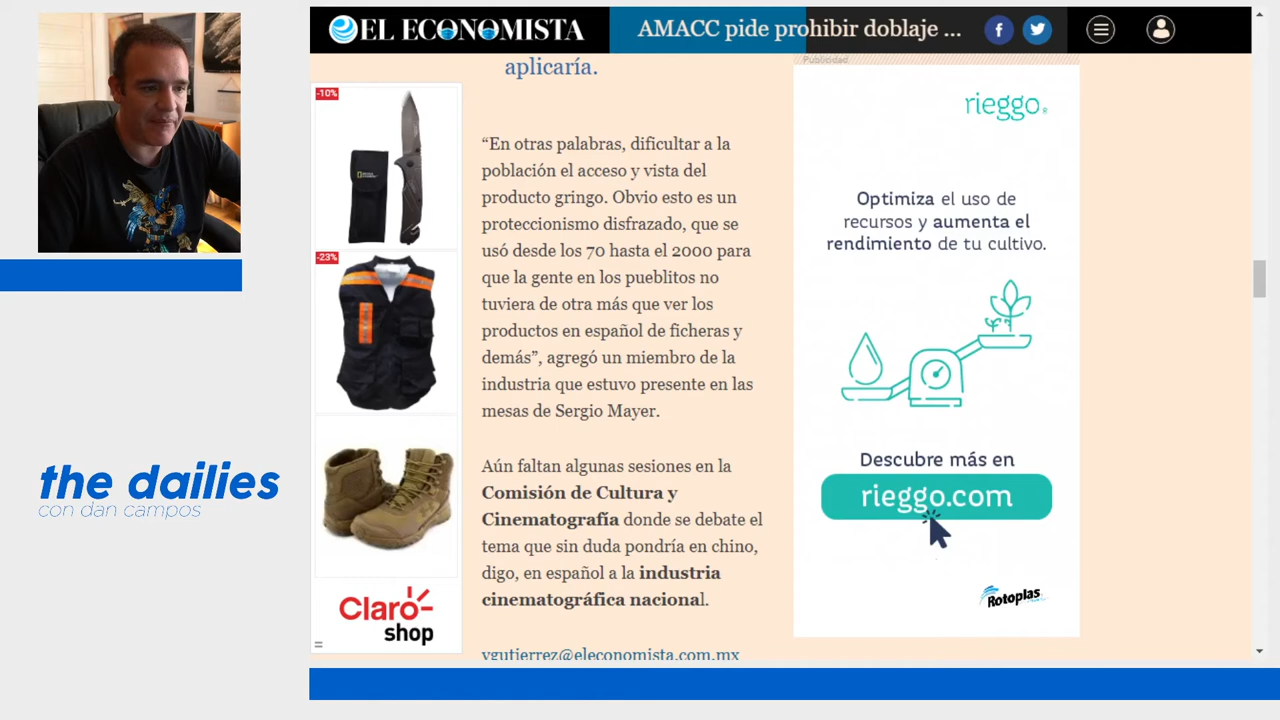 EL ECONOMISTA
AMACC pide prohibir doblaje ...
aplicaría.
Publicidad
-10%
-23%
Claro
shop
“En otras palabras, dificultar a la
población el acceso y vista del
producto gringo. Obvio esto es un
proteccionismo disfrazado, que se
usó desde los 70 hasta el 2000 para
que la gente en los pueblitos no
tuviera de otra más que ver los
productos en español de ficheras y
demás”, agregó un miembro de la
industria que estuvo presente en las
mesas de Sergio Mayer.
Aún faltan algunas sesiones en la
Comisión de Cultura y
Cinematografía donde se debate el
tema que sin duda pondría en chino,
digo, en español a la industria
cinematográfica nacional.
vgutierrez@eleconomista.com.mx
rieggo
Optimiza el uso de
recursos y aumenta el
rendimiento de tu cultivo.
Descubre más en
rieggo.com
Rotoplas
the dailies
con dan campos